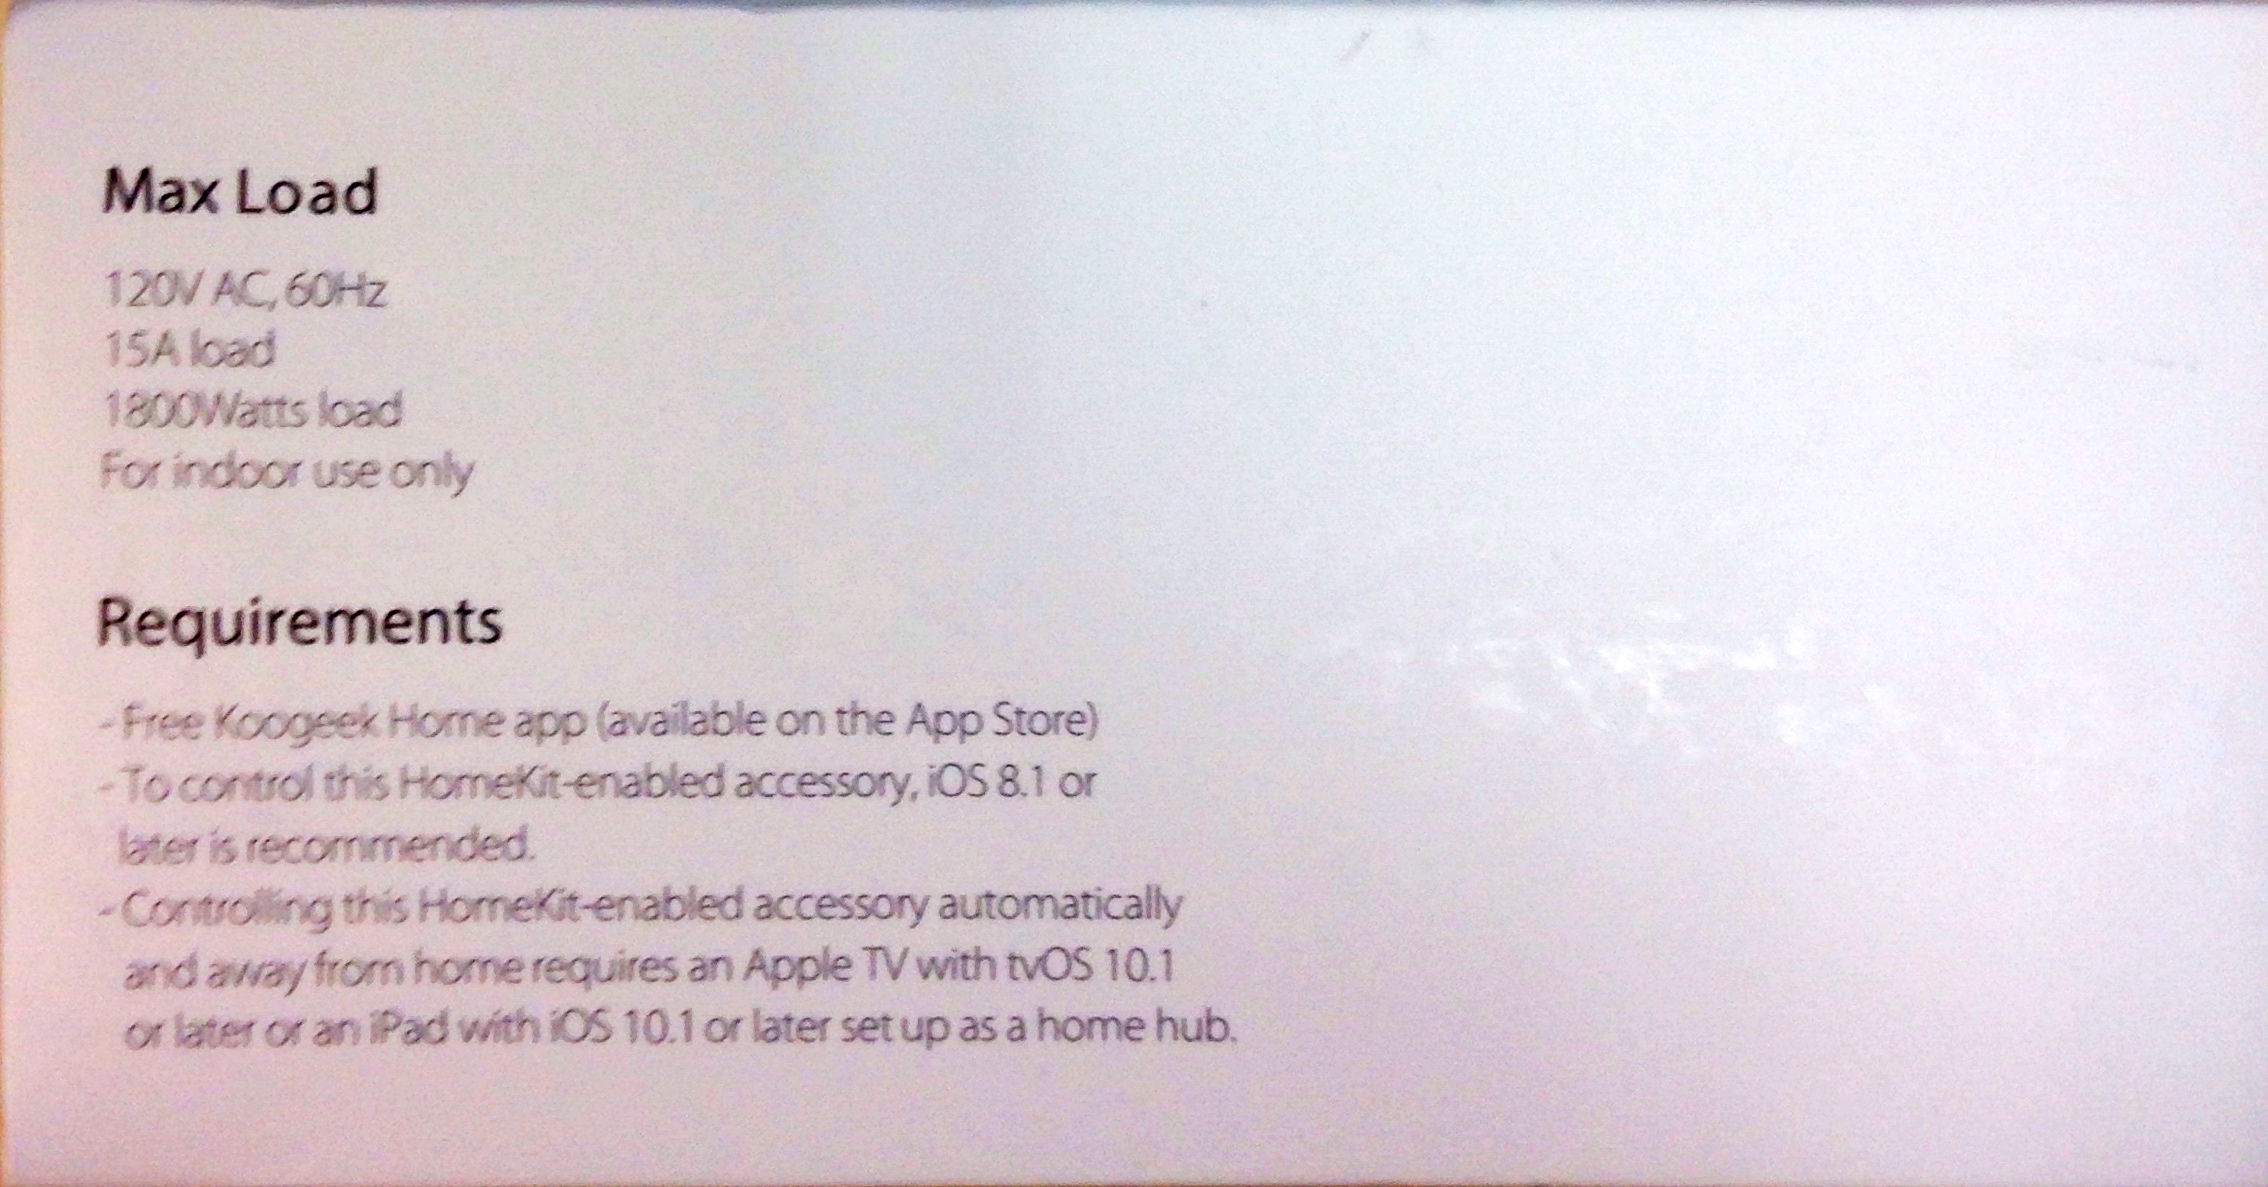 Max Load
120V AC, 60Hz
15A load
1800Watts load
For indoor use only
Requirements
- Free Koogeek Home app (available on the App Store)
- To control this HomeKit-enabled accessory, iOS 8.1 or
later is recommended.
- Controlling this HomeKit-enabled accessory automatically
and away from home requires an Apple TV with tvOS 10.1
or later or an iPad with iOS 10.1 or later set up as a home hub.